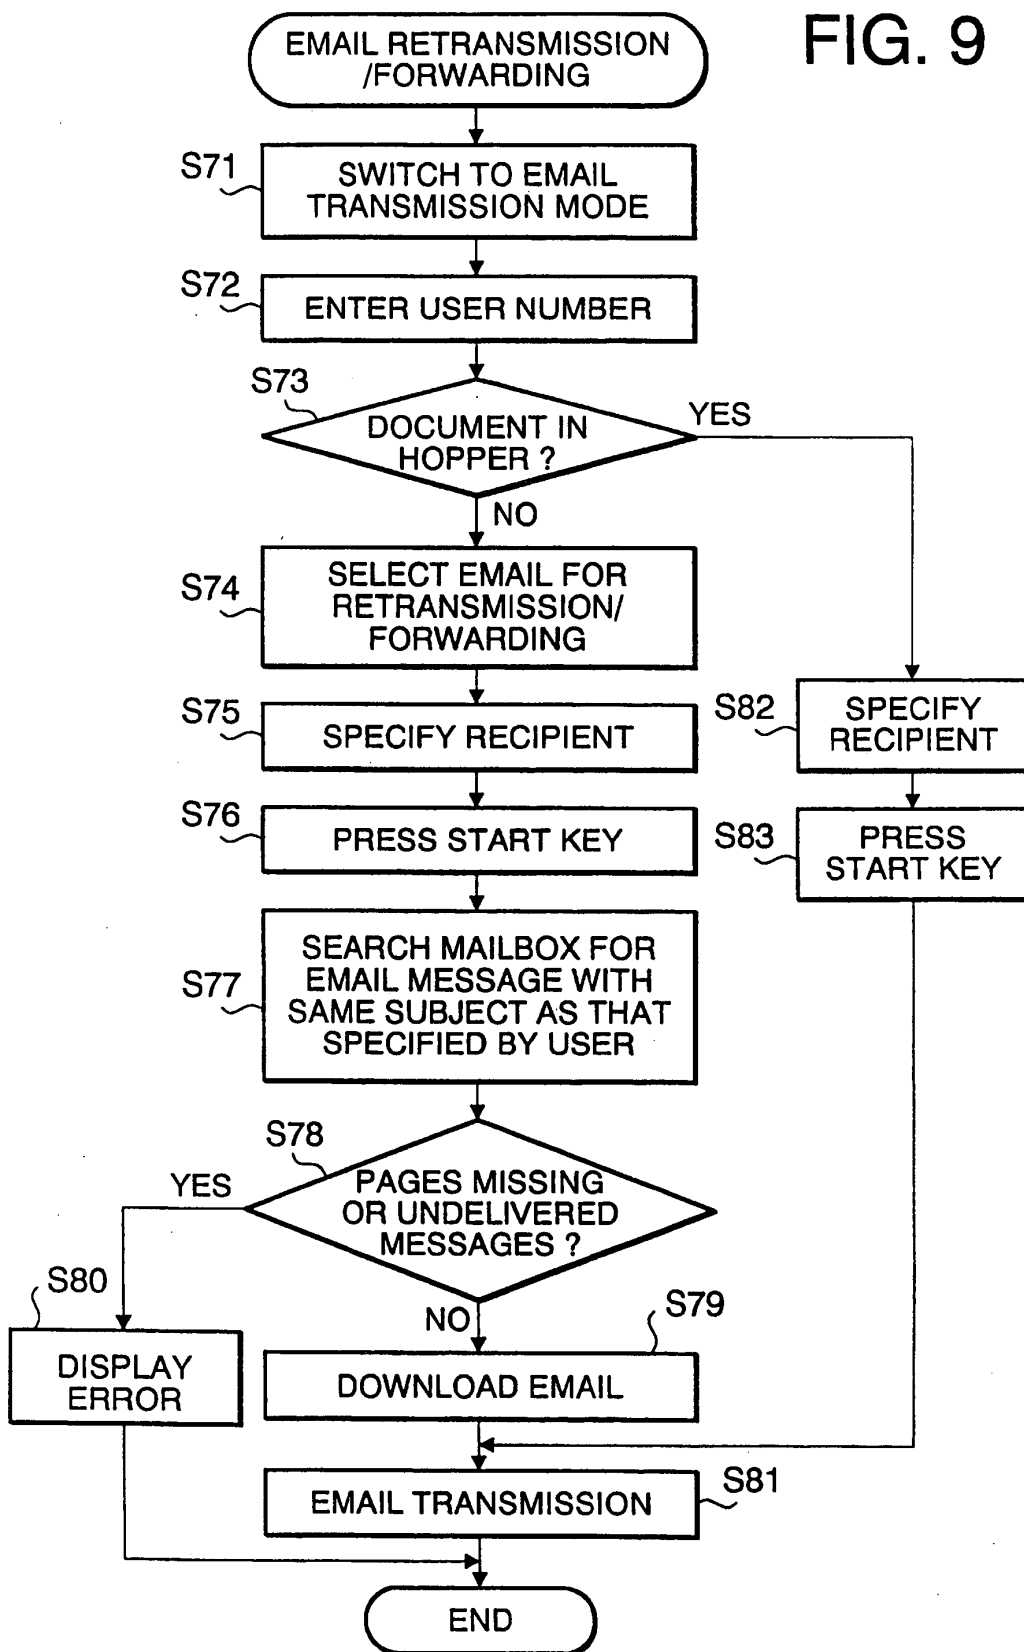 FIG. 9
EMAIL RETRANSMISSION
/FORWARDING
S71
SWITCH TO EMAIL
TRANSMISSION MODE
S72
ENTER USER NUMBER
S73
DOCUMENT IN
HOPPER ?
YES
NO
S74
SELECT EMAIL FOR
RETRANSMISSION/
FORWARDING
S75
SPECIFY RECIPIENT
S82
SPECIFY
RECIPIENT
S76
PRESS START KEY
S83
PRESS
START KEY
S77
SEARCH MAILBOX FOR
EMAIL MESSAGE WITH
SAME SUBJECT AS THAT
SPECIFIED BY USER
S78
PAGES MISSING
OR UNDELIVERED
MESSAGES ?
YES
NO
S80
DISPLAY
ERROR
S79
DOWNLOAD EMAIL
S81
EMAIL TRANSMISSION
END